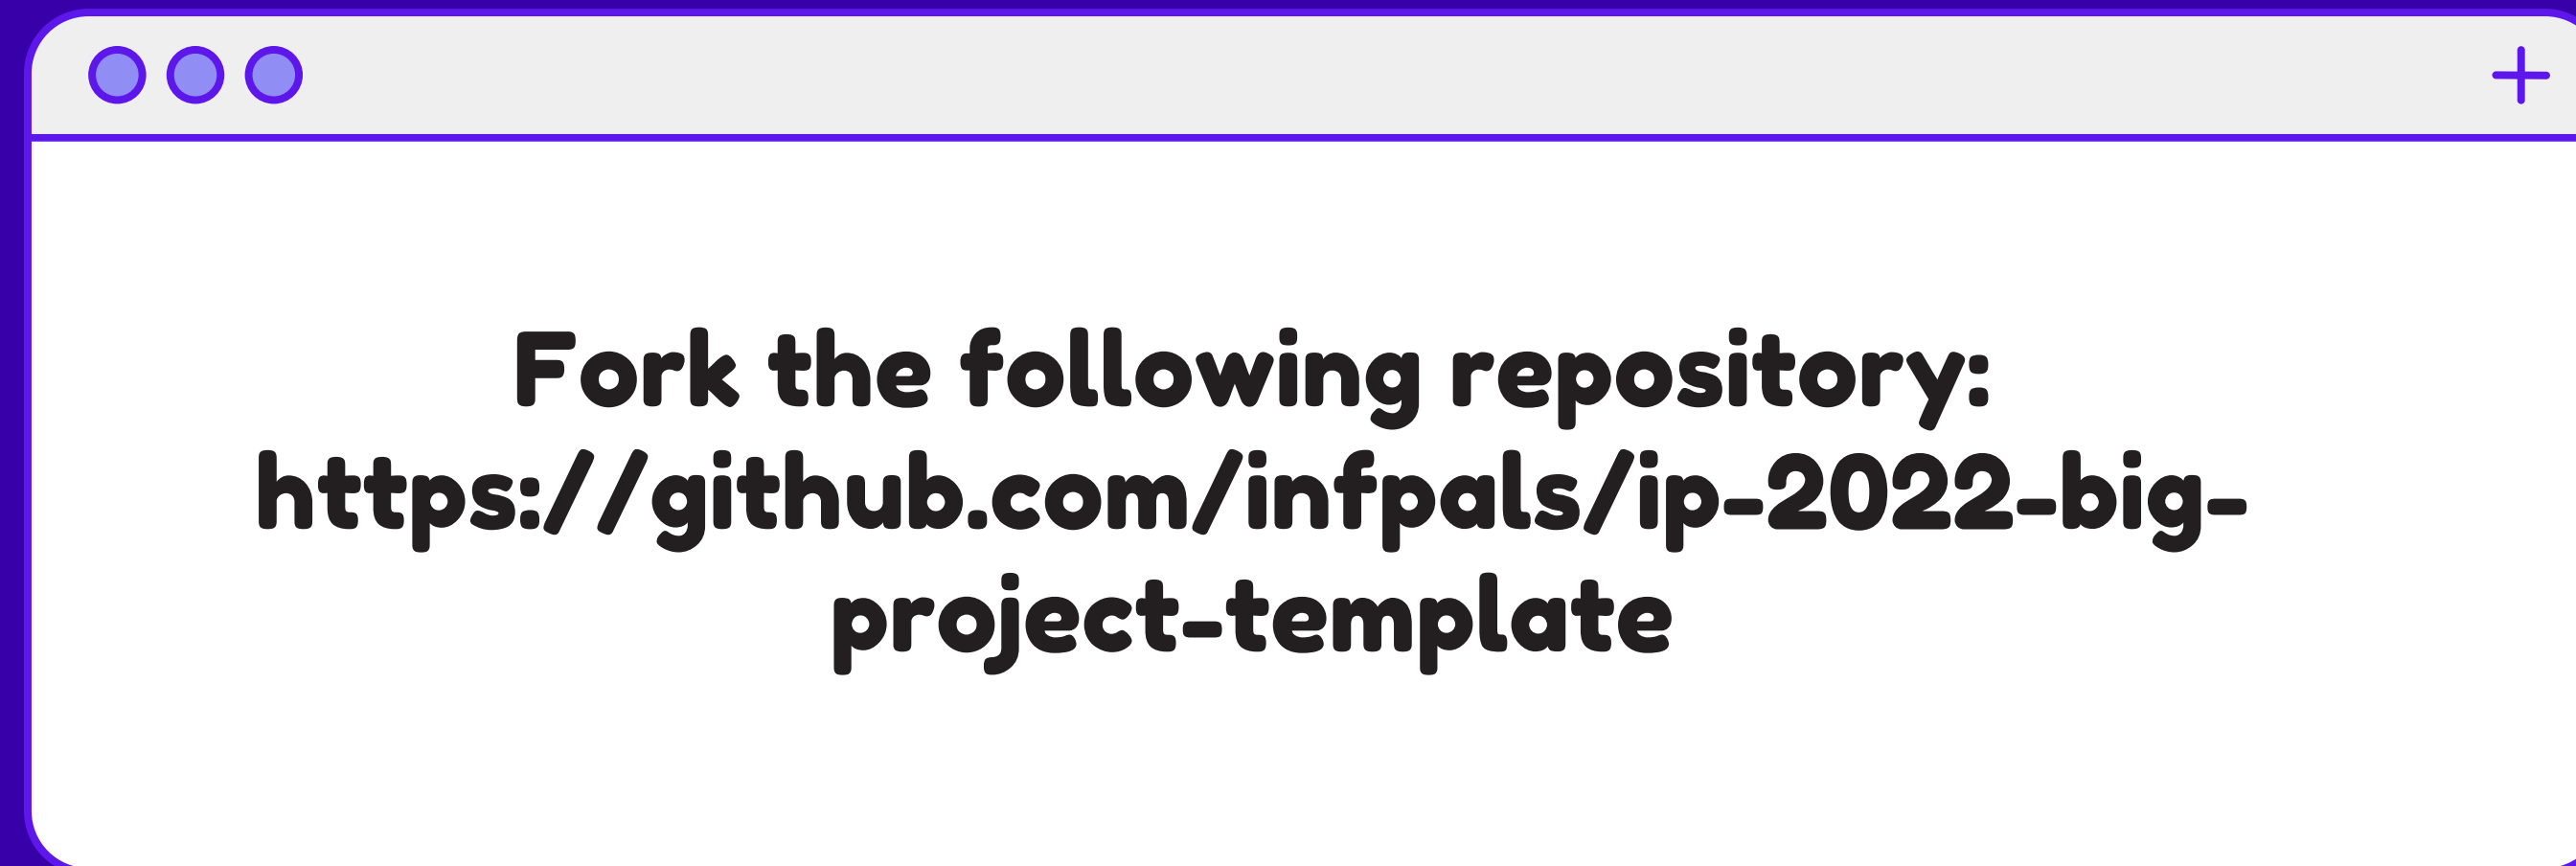 Fork the following repository:
https://github.com/infpals/ip-2022-big-
project-template